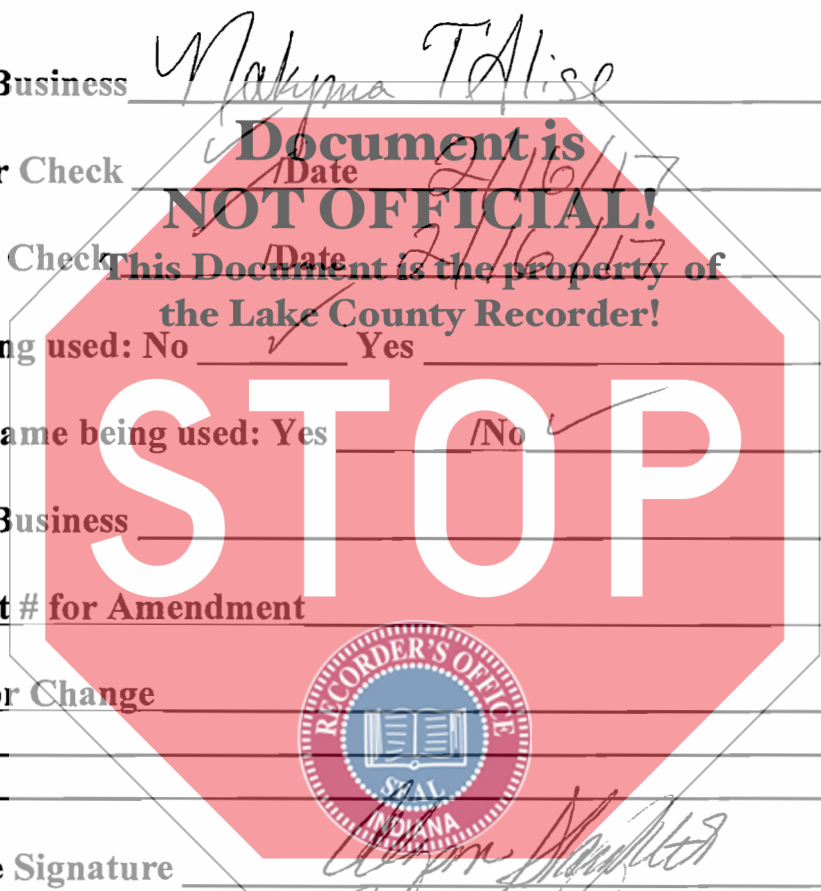 Business Nakyma T'Alise
Document is
r Check /Date 2/16/17
NOT OFFICIAL!
Check /Date 2/16/17
This Document is the property of
the Lake County Recorder!
ng used: No ✓ Yes
STOP
ame being used: Yes /No ✓
Business
t # for Amendment
RECORDER'S OFFICE
r Change
SEAL
INDIANA
e Signature